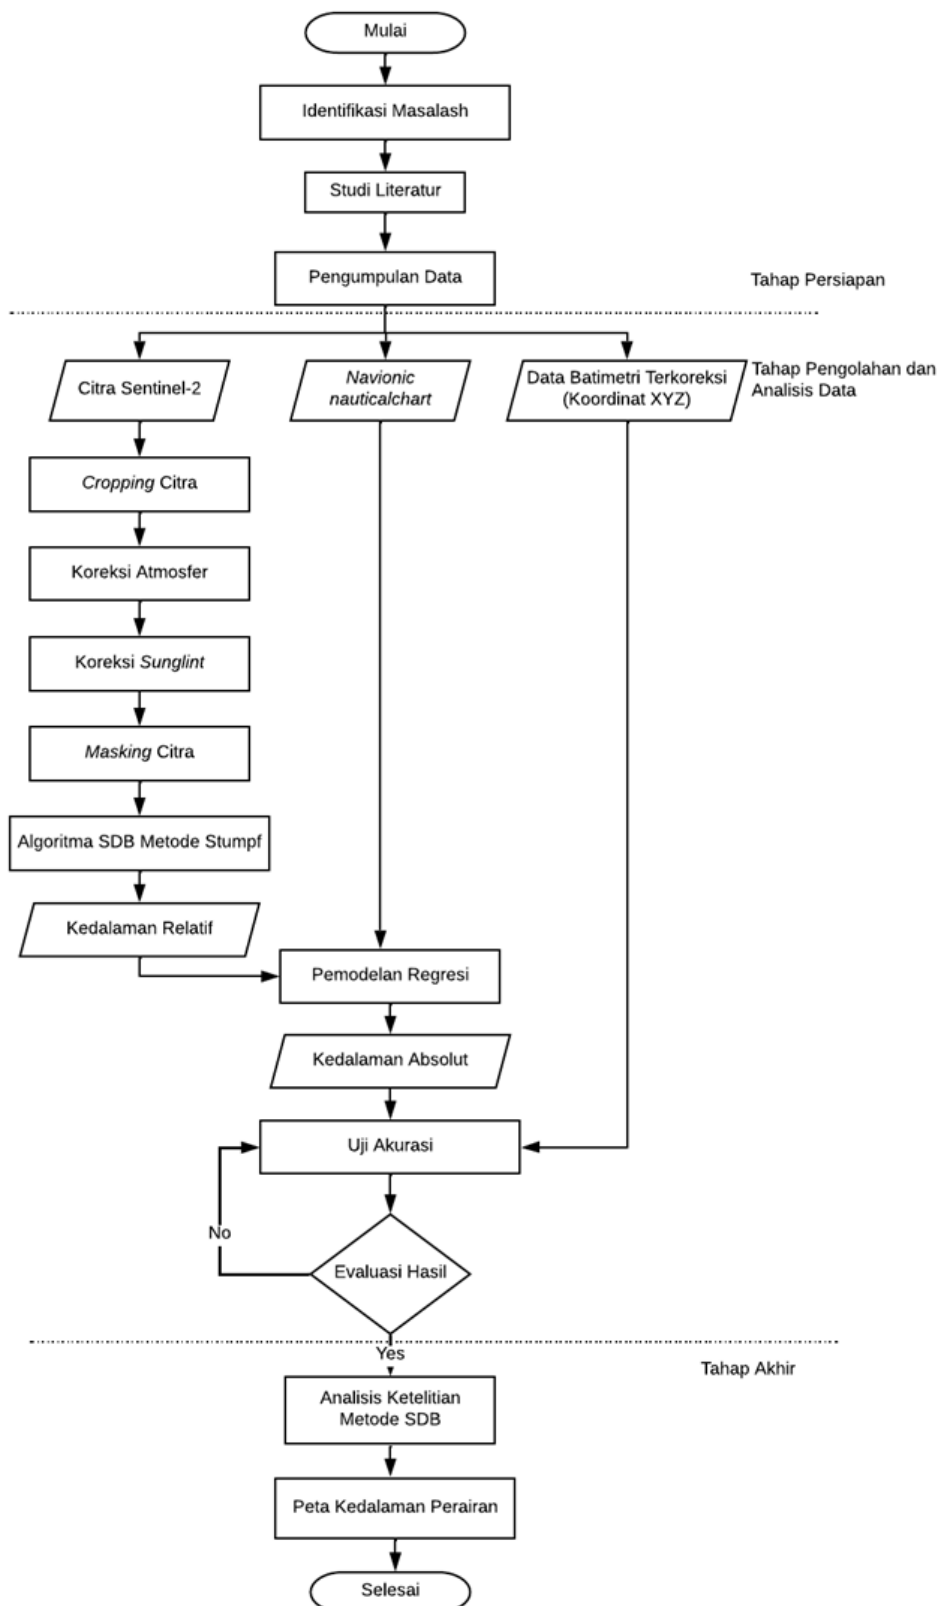 Mulai
Identifikasi Masalash
Studi Literatur
Pengumpulan Data
Tahap Persiapan
Citra Sentinel-2
Navionic
nauticalchart
Data Batimetri Terkoreksi
(Koordinat XYZ)
Tahap Pengolahan dan
Analisis Data
Cropping Citra
Koreksi Atmosfer
Koreksi Sunglint
Masking Citra
Algoritma SDB Metode Stumpf
Kedalaman Relatif
Pemodelan Regresi
Kedalaman Absolut
Uji Akurasi
No
Evaluasi Hasil
Yes
Tahap Akhir
Analisis Ketelitian
Metode SDB
Peta Kedalaman Perairan
Selesai